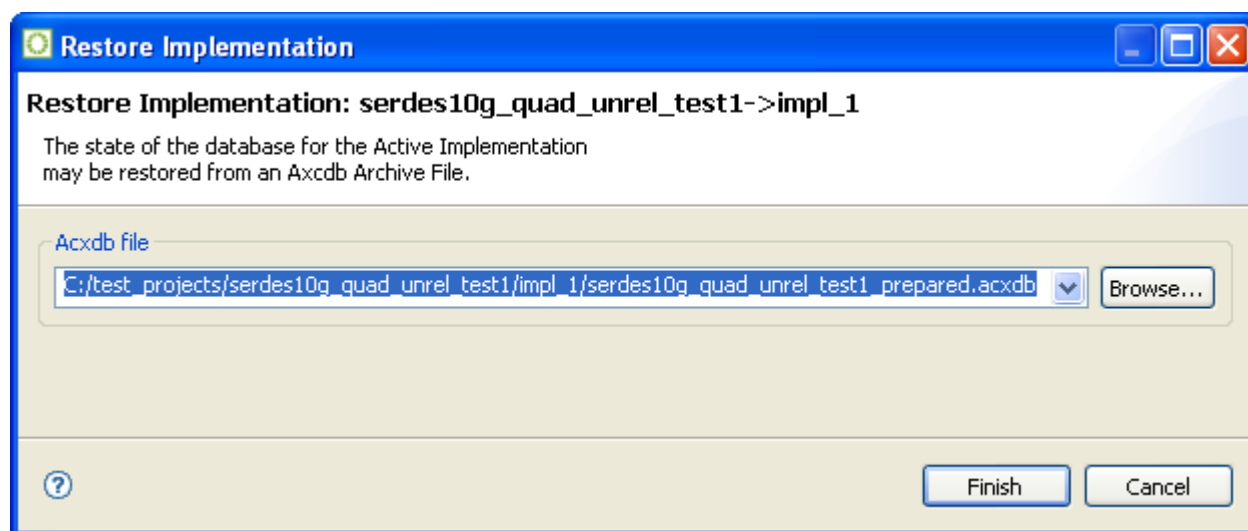 Restore Implementation
Restore Implementation: serdes10g_quad_unrel_test1->impl_1
The state of the database for the Active Implementation
may be restored from an Axcdb Archive File.
Acxdb file
C:/test_projects/serdes10g_quad_unrel_test1/impl_1/serdes10g_quad_unrel_test1_prepared.acxdb
Browse...
?
Finish
Cancel